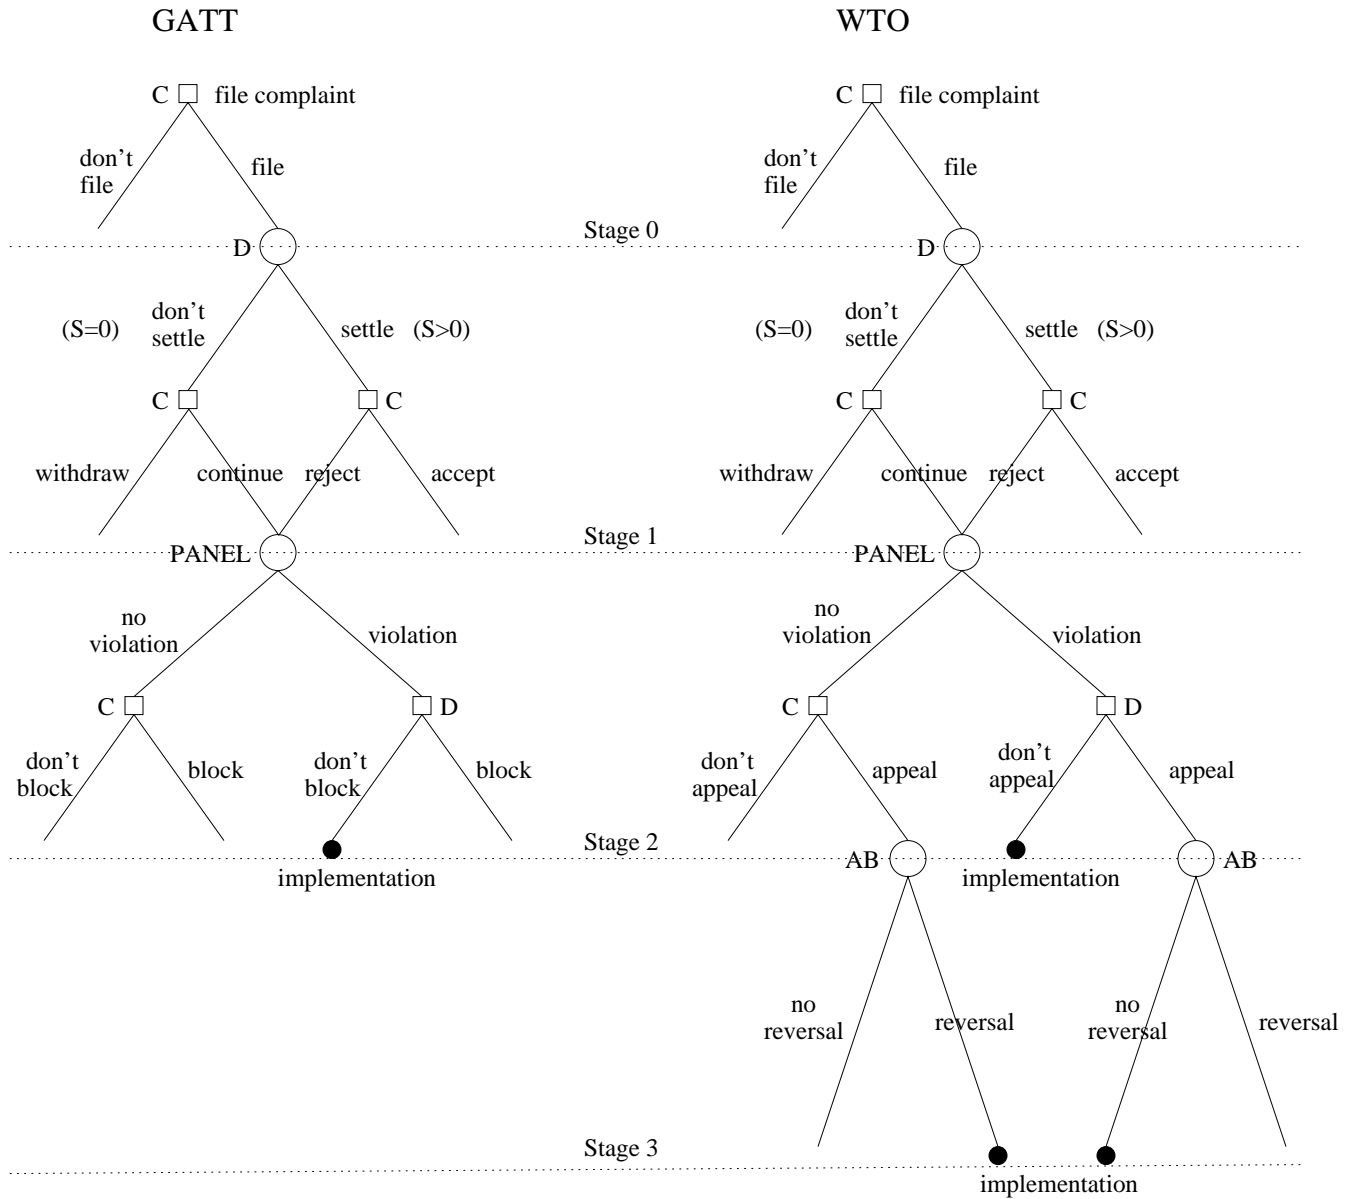 GATT
WTO
C file complaint
C file complaint
don't
file
file
don't
file
file
Stage 0
D
D
(S=0)
don't
settle
settle (S>0)
(S=0)
don't
settle
settle (S>0)
C
C
C
C
withdraw
continue
reject
accept
withdraw
continue
reject
accept
Stage 1
PANEL
PANEL
no
violation
violation
no
violation
violation
C
D
C
D
don't
block
block
don't
block
block
don't
appeal
appeal
don't
appeal
appeal
Stage 2
AB
AB
implementation
implementation
no
reversal
reversal
no
reversal
reversal
Stage 3
implementation